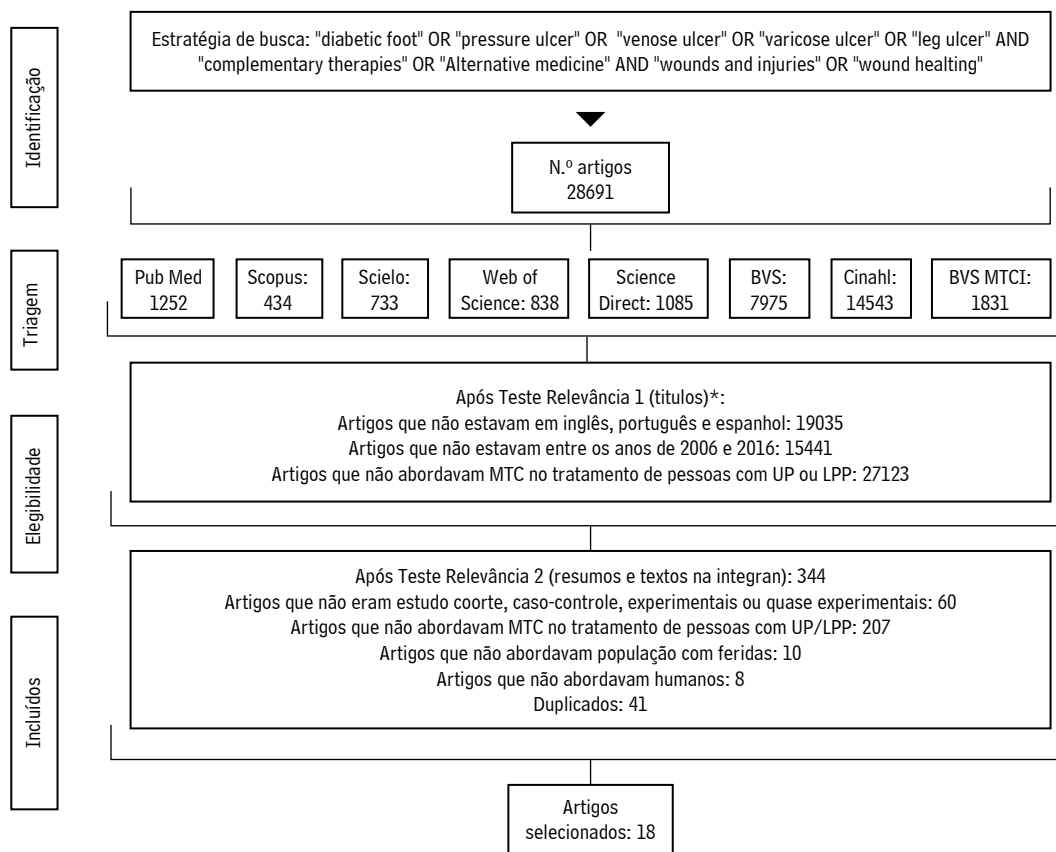 Identificação
Estratégia de busca: "diabetic foot" OR "pressure ulcer" OR "venose ulcer" OR "varicose ulcer" OR "leg ulcer" AND
"complementary therapies" OR "Alternative medicine" AND "wounds and injuries" OR "wound healting"
N.º artigos
28691
Triagem
Pub Med
1252
Scopus:
434
Scielo:
733
Web of
Science: 838
Science
Direct: 1085
BVS:
7975
Cinahl:
14543
BVS MTCI:
1831
Elegibilidade
Após Teste Relevância 1 (titulos)*:
Artigos que não estavam em inglês, português e espanhol: 19035
Artigos que não estavam entre os anos de 2006 e 2016: 15441
Artigos que não abordavam MTC no tratamento de pessoas com UP ou LPP: 27123
Incluídos
Após Teste Relevância 2 (resumos e textos na integran): 344
Artigos que não eram estudo coorte, caso-controle, experimentais ou quase experimentais: 60
Artigos que não abordavam MTC no tratamento de pessoas com UP/LPP: 207
Artigos que não abordavam população com feridas: 10
Artigos que não abordavam humanos: 8
Duplicados: 41
Artigos
selecionados: 18